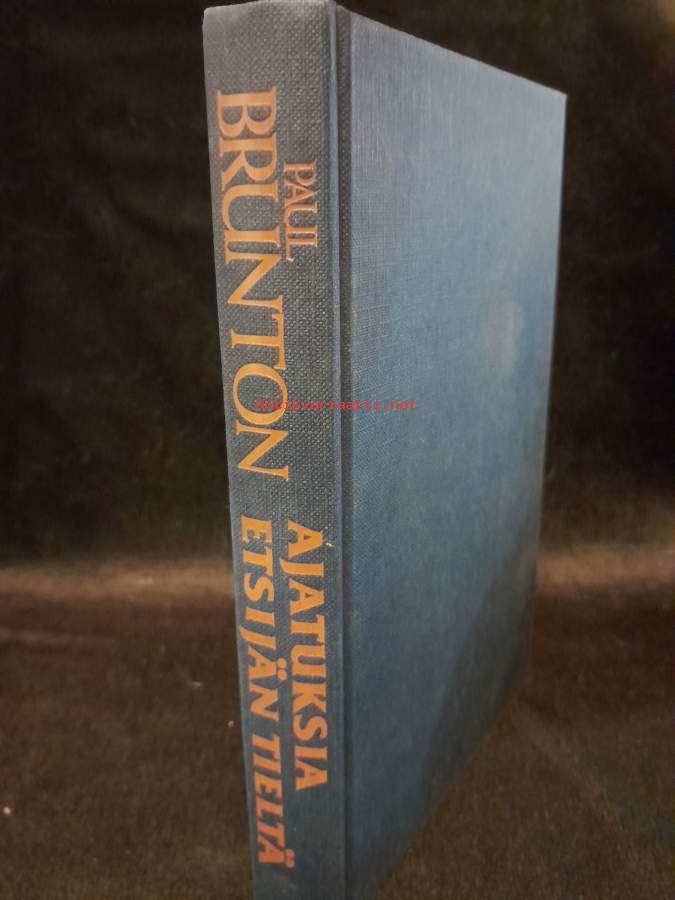 PAUL
BRUNTON
AJATUKSIA
ETSIJÄN TIELTÄ
Antikvariaatti.net